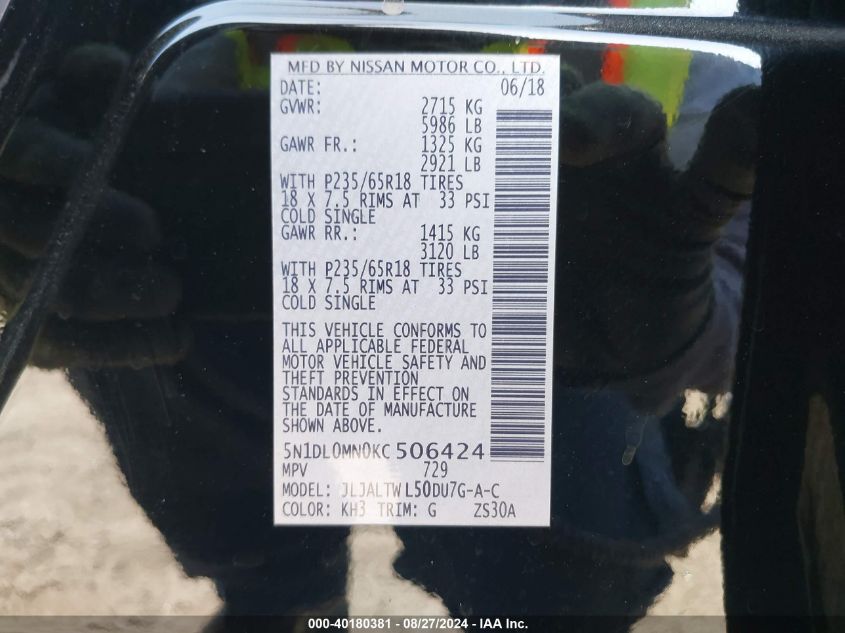 MFD BY NISSAN MOTOR CO., LTD.
DATE: 06/18
GVWR: 2715 KG
5986 LB
GAWR FR.: 1325 KG
2921 LB
WITH P235/65R18 TIRES
18 X 7.5 RIMS AT 33 PSI
COLD SINGLE
GAWR RR.: 1415 KG
3120 LB
WITH P235/65R18 TIRES
18 X 7.5 RIMS AT 33 PSI
COLD SINGLE
THIS VEHICLE CONFORMS TO
ALL APPLICABLE FEDERAL
MOTOR VEHICLE SAFETY AND
THEFT PREVENTION
STANDARDS IN EFFECT ON
THE DATE OF MANUFACTURE
SHOWN ABOVE.
5N1DL0MN0KC506424
MPV 729
MODEL: JLJALTWL50DU7G-A-C
COLOR: KH3 TRIM: G ZS30A
000-40180381 - 08/27/2024 - IAA Inc.